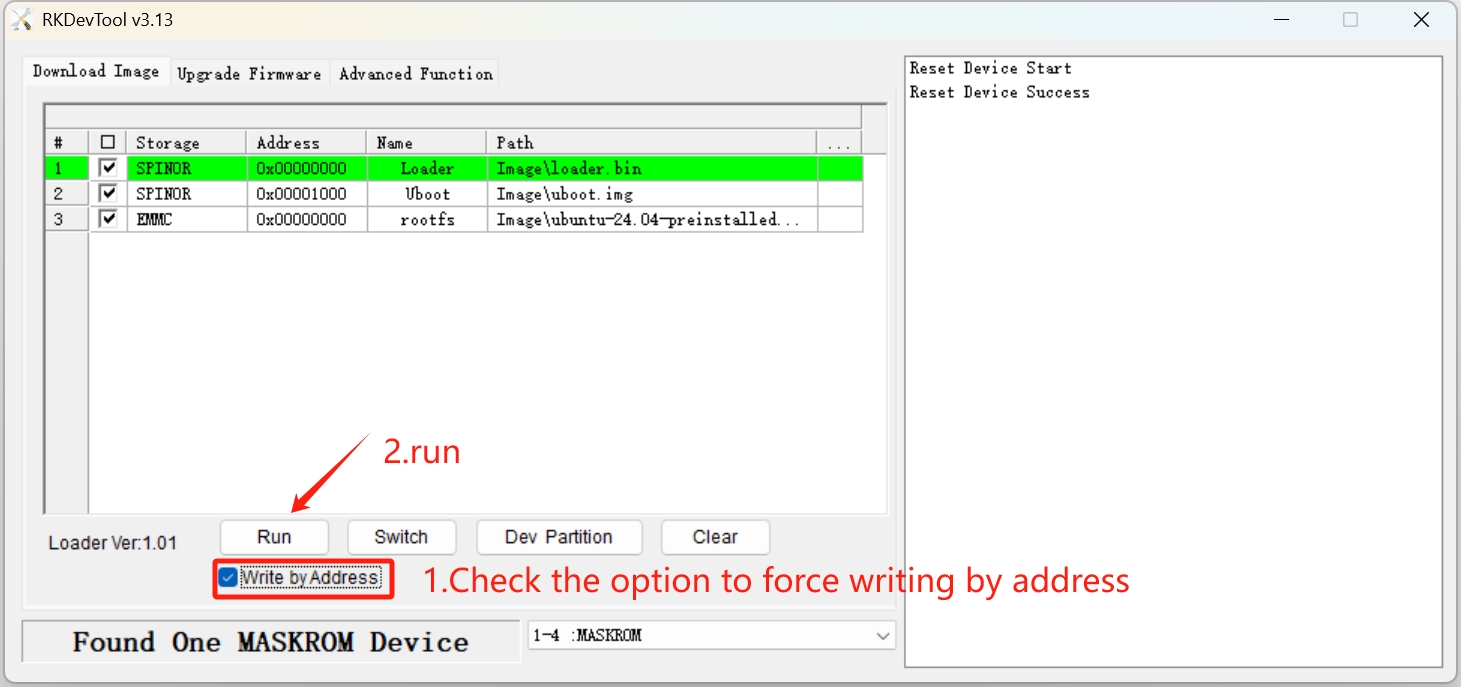 RKDevTool v3.13
Download Image Upgrade Firmware Advanced Function
# Storage Address Name Path ...
1 SPINOR 0x00000000 Loader Image\loader.bin
2 SPINOR 0x00001000 Uboot Image\uboot.img
3 EMMC 0x00000000 rootfs Image\ubuntu-24.04-preinstalled...
2.run
Loader Ver:1.01 Run Switch Dev Partition Clear
Write by Address 1.Check the option to force writing by address
Found One MASKROM Device 1-4 :MASKROM
Reset Device Start
Reset Device Success